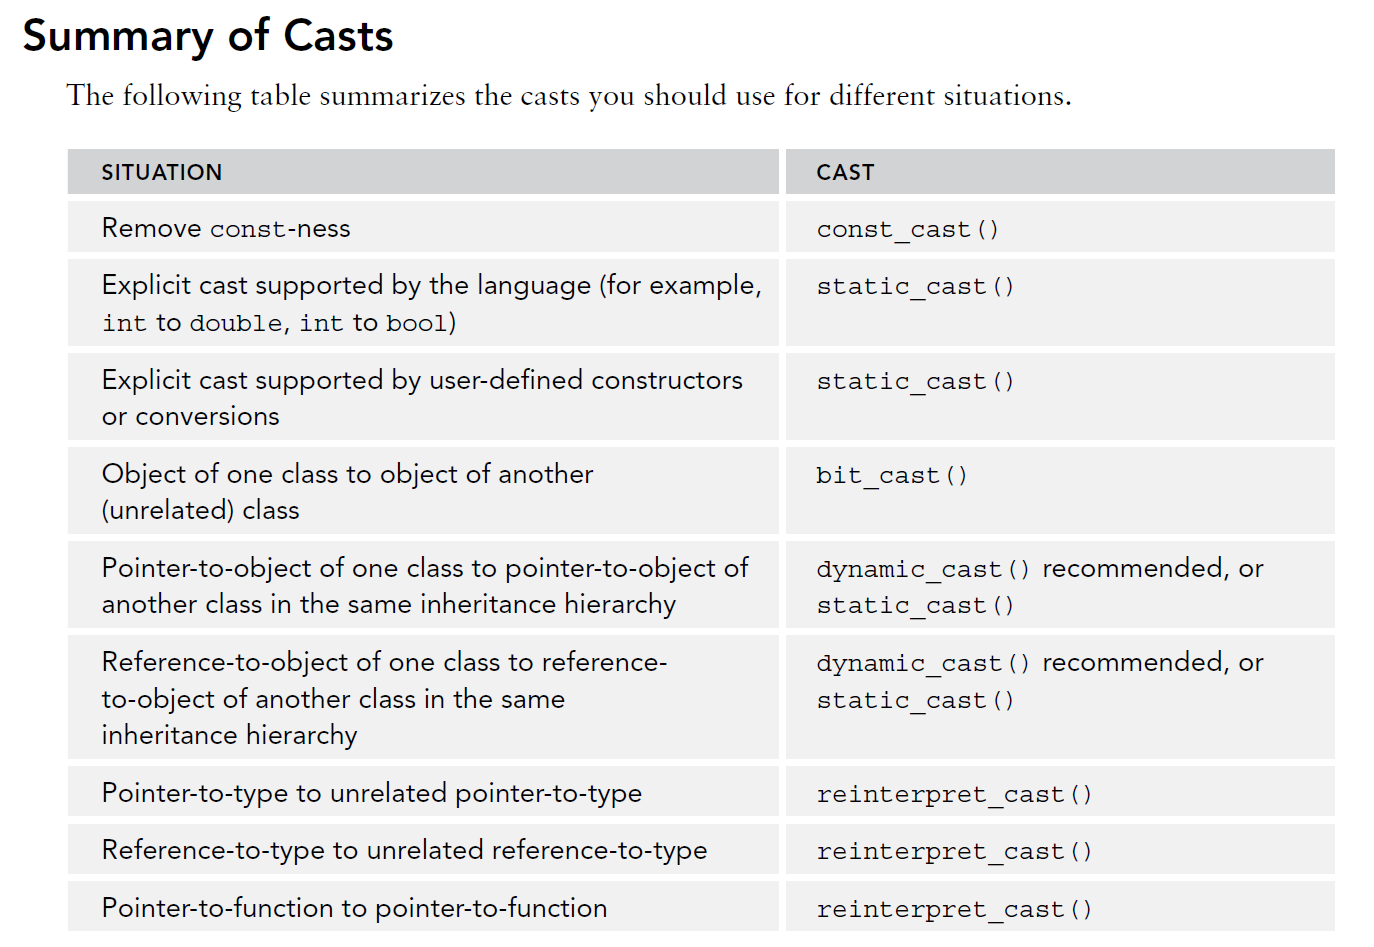 Summary of Casts
The following table summarizes the casts you should use for different situations.
SITUATION CAST
Remove const-ness const_cast()
Explicit cast supported by the language (for example, static_cast()
int to double, int to bool)
Explicit cast supported by user-defined constructors static_cast()
or conversions
Object of one class to object of another bit_cast()
(unrelated) class
Pointer-to-object of one class to pointer-to-object of dynamic_cast() recommended, or
another class in the same inheritance hierarchy static_cast()
Reference-to-object of one class to reference- dynamic_cast() recommended, or
to-object of another class in the same static_cast()
inheritance hierarchy
Pointer-to-type to unrelated pointer-to-type reinterpret_cast()
Reference-to-type to unrelated reference-to-type reinterpret_cast()
Pointer-to-function to pointer-to-function reinterpret_cast()